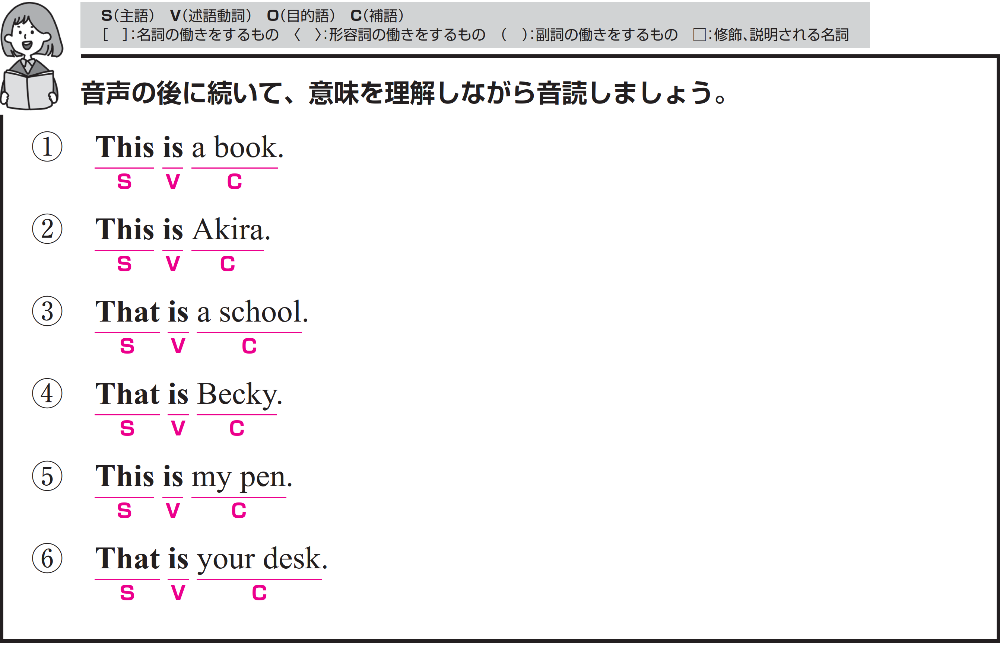 S（主語）　V（述語動詞）　O（目的語）　C（補語）
［　］：名詞の働きをするもの　〈　〉：形容詞の働きをするもの　（　）：副詞の働きをするもの　□：修飾、説明される名詞
音声の後に続いて、意味を理解しながら音読しましょう。
① This is a book.
S V C
② This is Akira.
S V C
③ That is a school.
S V C
④ That is Becky.
S V C
⑤ This is my pen.
S V C
⑥ That is your desk.
S V C